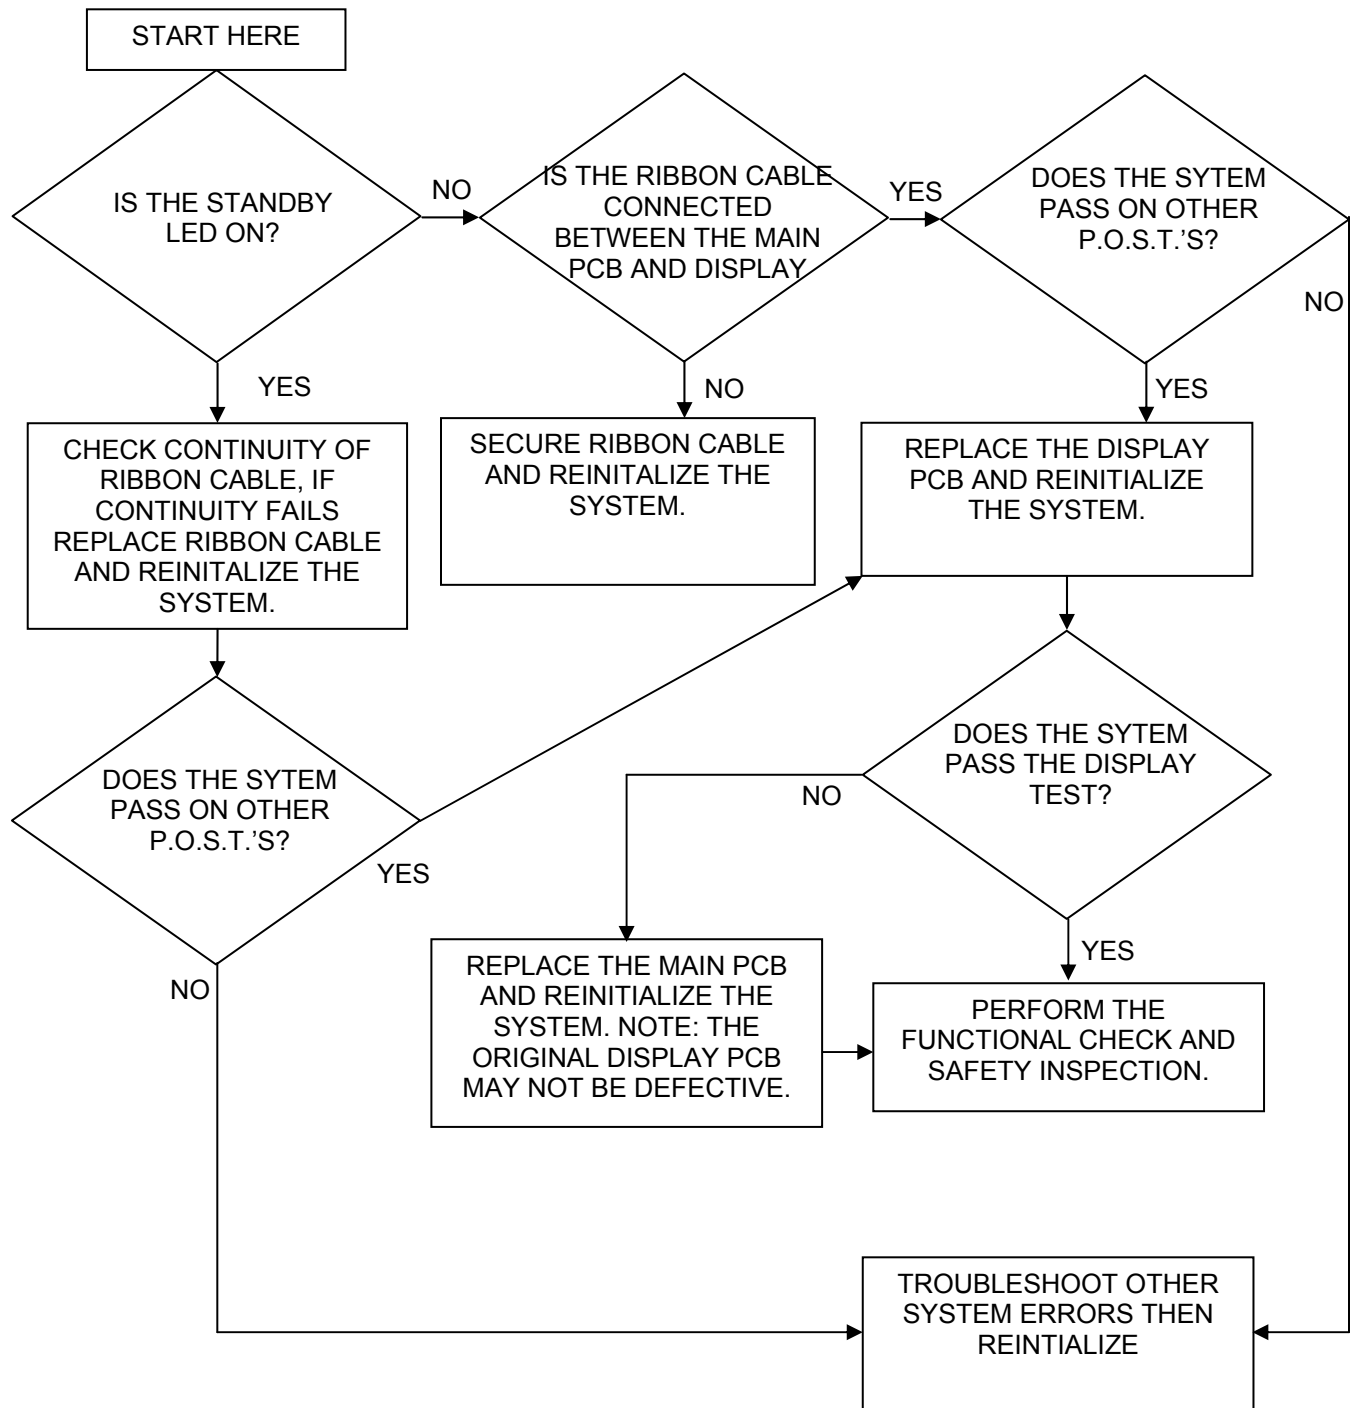 START HERE
IS THE STANDBY
LED ON?
NO
IS THE RIBBON CABLE
CONNECTED
BETWEEN THE MAIN
PCB AND DISPLAY
YES
DOES THE SYTEM
PASS ON OTHER
P.O.S.T.'S?
NO
YES
NO
YES
CHECK CONTINUITY OF
RIBBON CABLE, IF
CONTINUITY FAILS
REPLACE RIBBON CABLE
AND REINITALIZE THE
SYSTEM.
SECURE RIBBON CABLE
AND REINITALIZE THE
SYSTEM.
REPLACE THE DISPLAY
PCB AND REINITIALIZE
THE SYSTEM.
DOES THE SYTEM
PASS ON OTHER
P.O.S.T.'S?
YES
NO
DOES THE SYTEM
PASS THE DISPLAY
TEST?
NO
YES
REPLACE THE MAIN PCB
AND REINITIALIZE THE
SYSTEM. NOTE: THE
ORIGINAL DISPLAY PCB
MAY NOT BE DEFECTIVE.
PERFORM THE
FUNCTIONAL CHECK AND
SAFETY INSPECTION.
TROUBLESHOOT OTHER
SYSTEM ERRORS THEN
REINTIALIZE